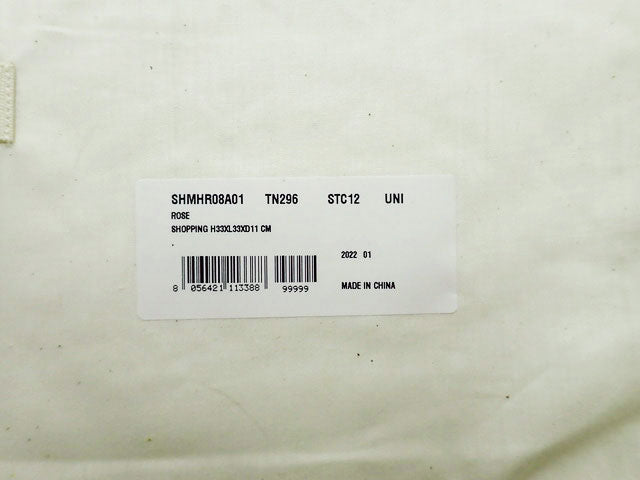 SHMHR08A01 TN296 STC12 UNI
ROSE
SHOPPING H33XL33XD11 CM
.
2022 01
8 056421 113388 99999
MADE IN CHINA